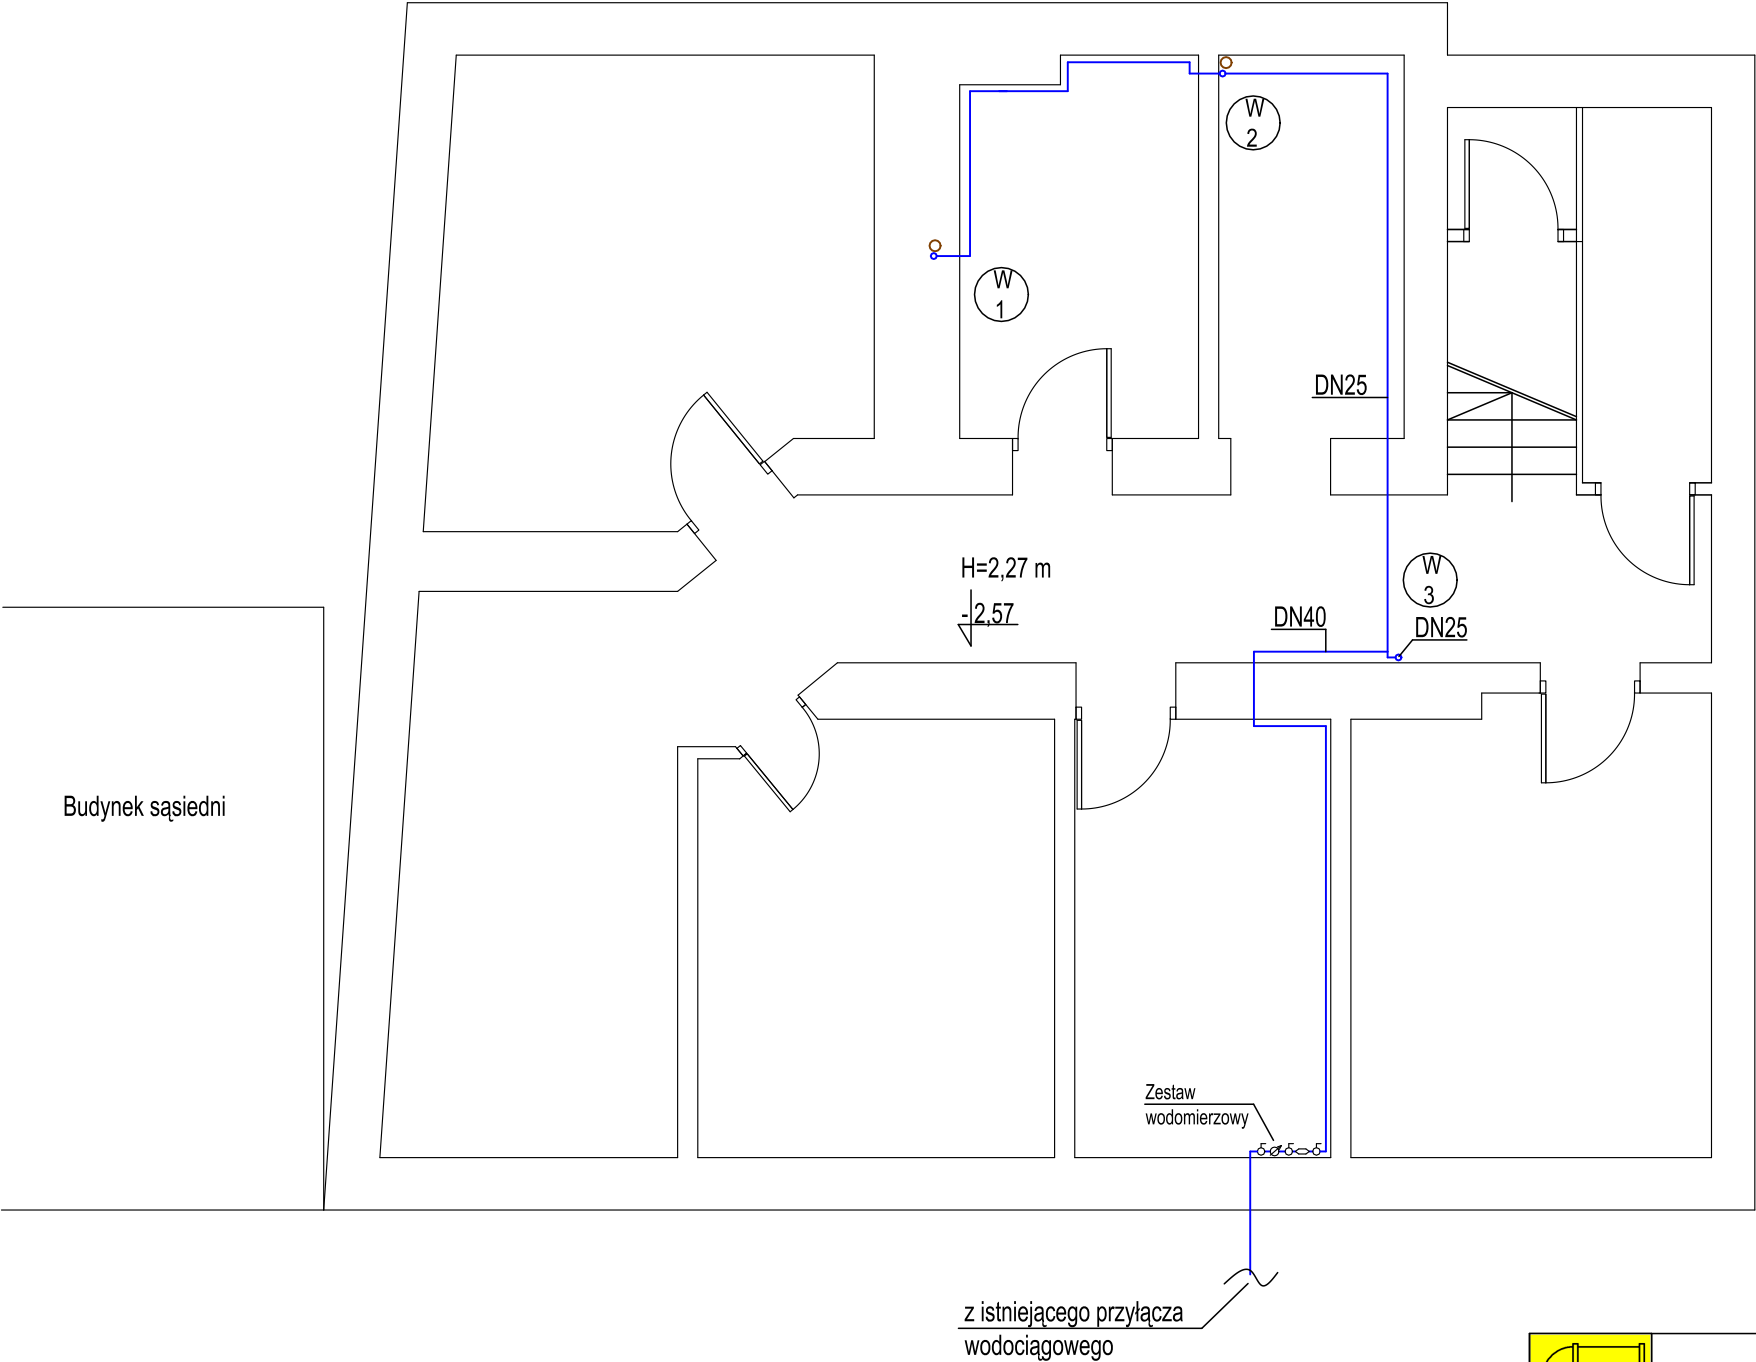 W
2
W
1
DN25
H=2,27 m
- 2,57
W
3
DN40
DN25
Budynek sąsiedni
Zestaw
wodomierzowy
z istniejącego przyłącza
wodociągowego